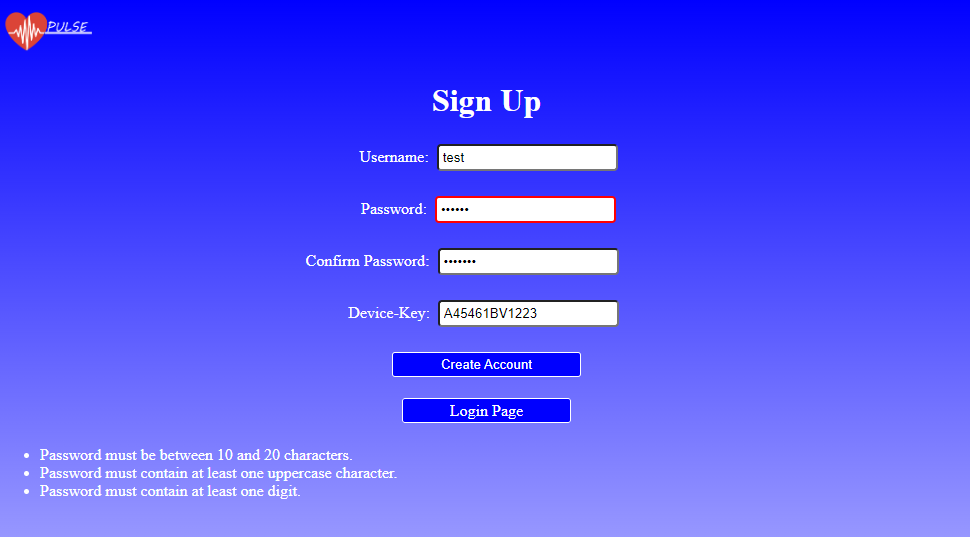 PULSE
Sign Up
Username: test
Password: ••••••
Confirm Password: •••••••
Device-Key: A45461BV1223
Create Account
Login Page
• Password must be between 10 and 20 characters.
• Password must contain at least one uppercase character.
• Password must contain at least one digit.